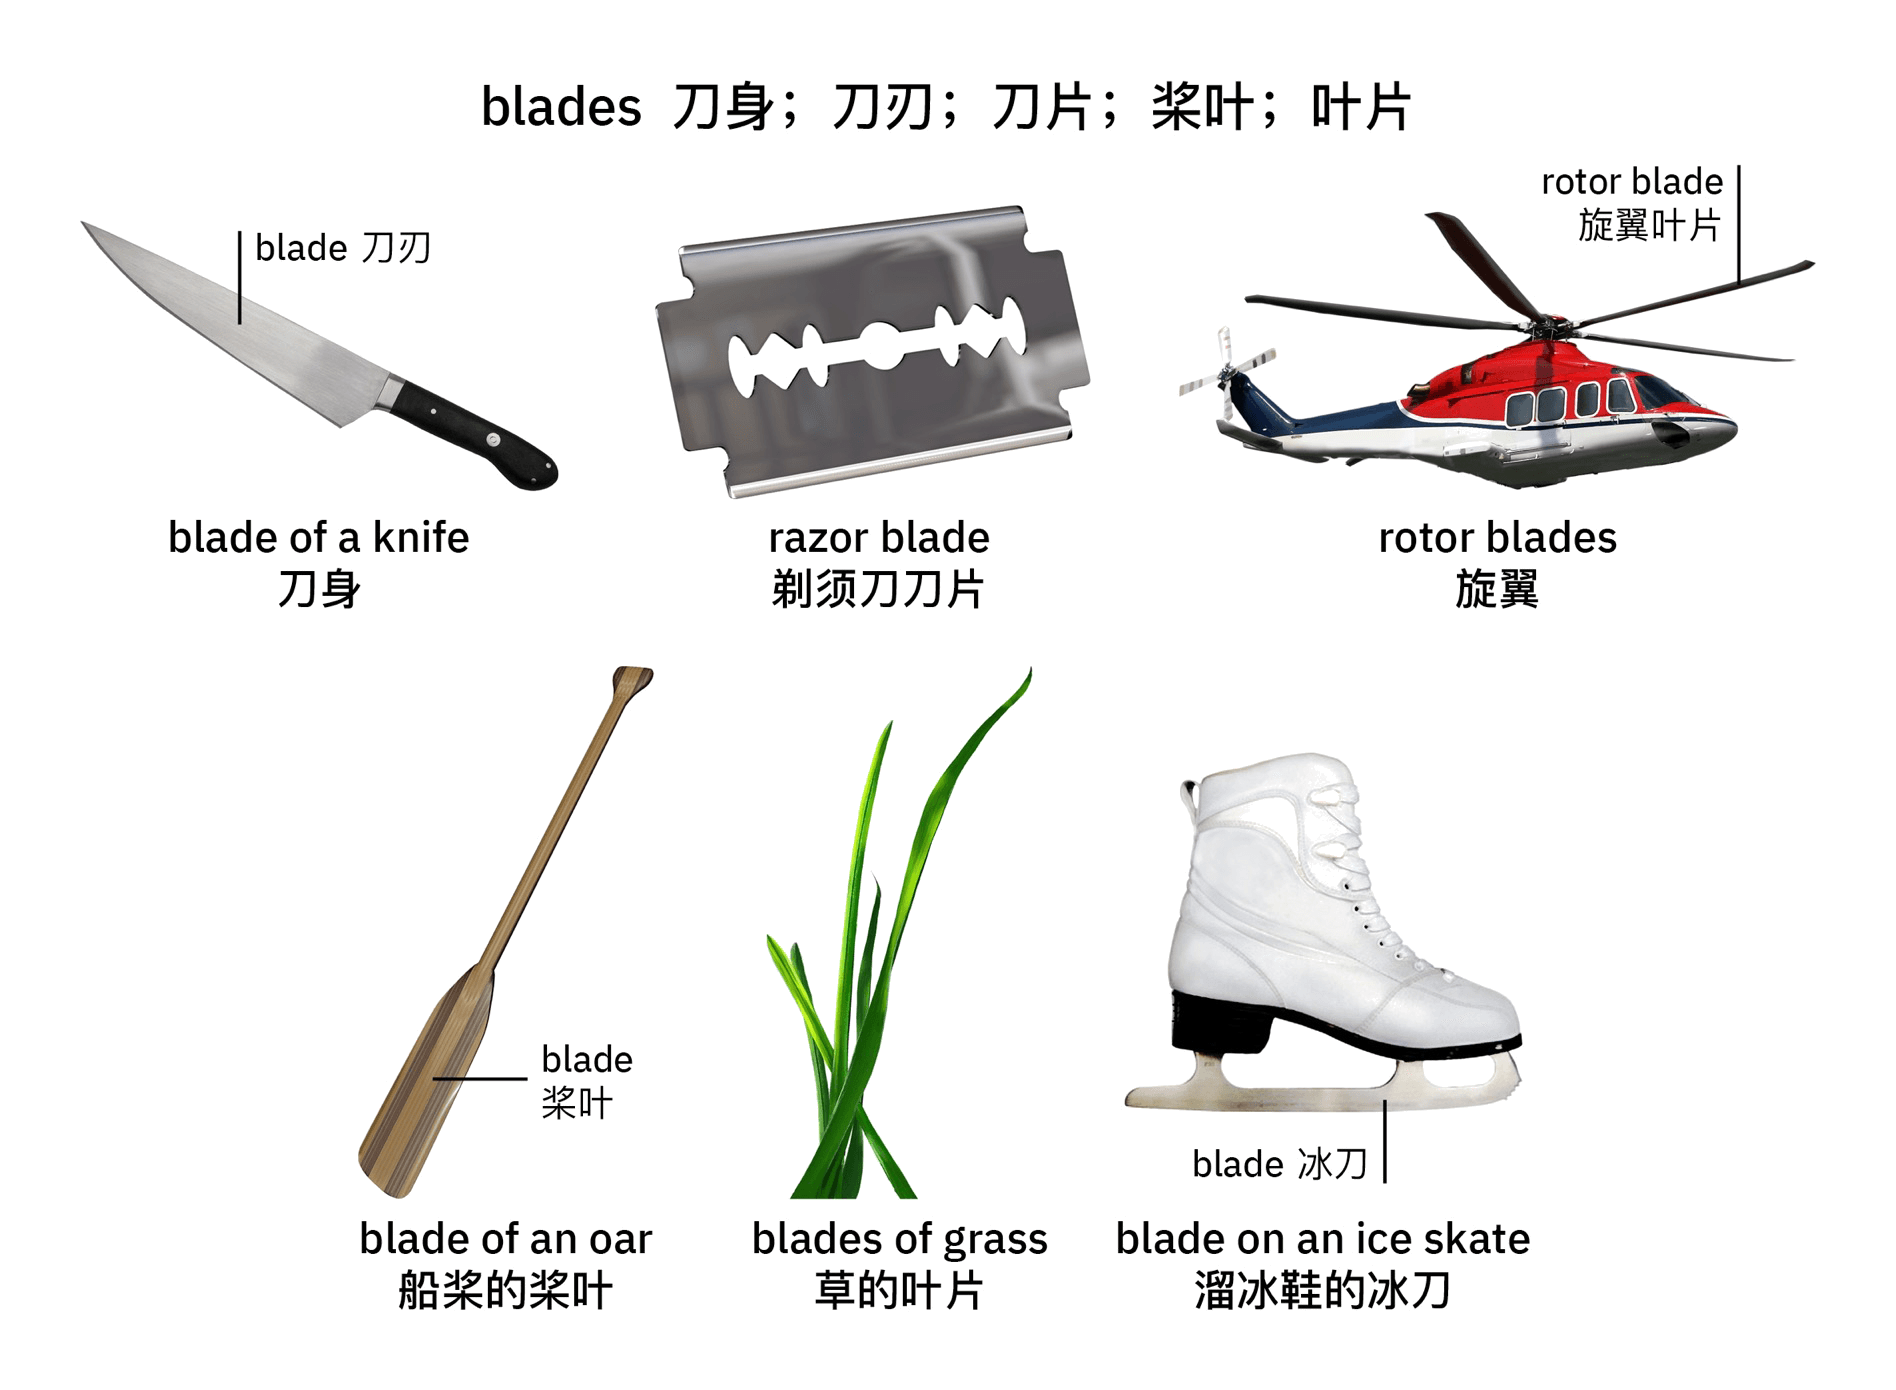 blades 刀身；刀刃；刀片；桨叶；叶片
blade 刀刃
rotor blade
旋翼叶片
blade of a knife
刀身
razor blade
剃须刀刀片
rotor blades
旋翼
blade
桨叶
blade 冰刀
blade of an oar
船桨的桨叶
blades of grass
草的叶片
blade on an ice skate
溜冰鞋的冰刀